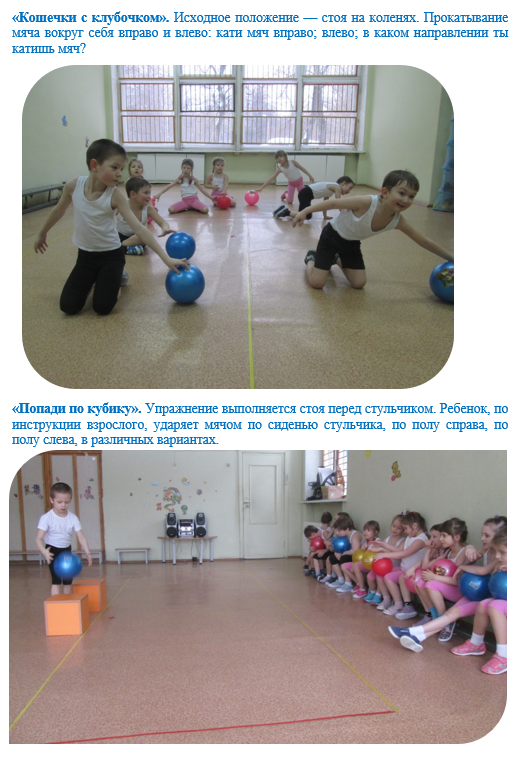 «Кошечки с клубочком». Исходное положение — стоя на коленях. Прокатывание
мяча вокруг себя вправо и влево: кати мяч вправо; влево; в каком направлении ты
катишь мяч?
«Попади по кубику». Упражнение выполняется стоя перед стульчиком. Ребенок, по
инструкции взрослого, ударяет мячом по сиденью стульчика, по полу справа, по
полу слева, в различных вариантах.